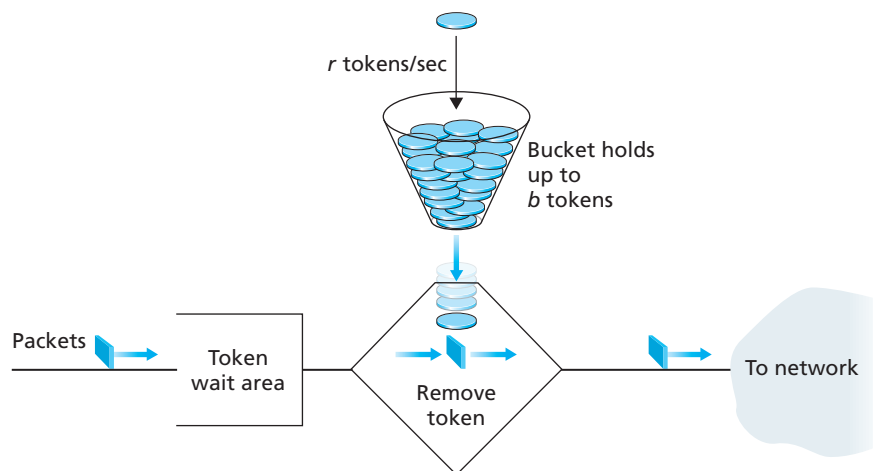 r tokens/sec
Bucket holds
up to
b tokens
Packets
Token
wait area
Remove
token
To network